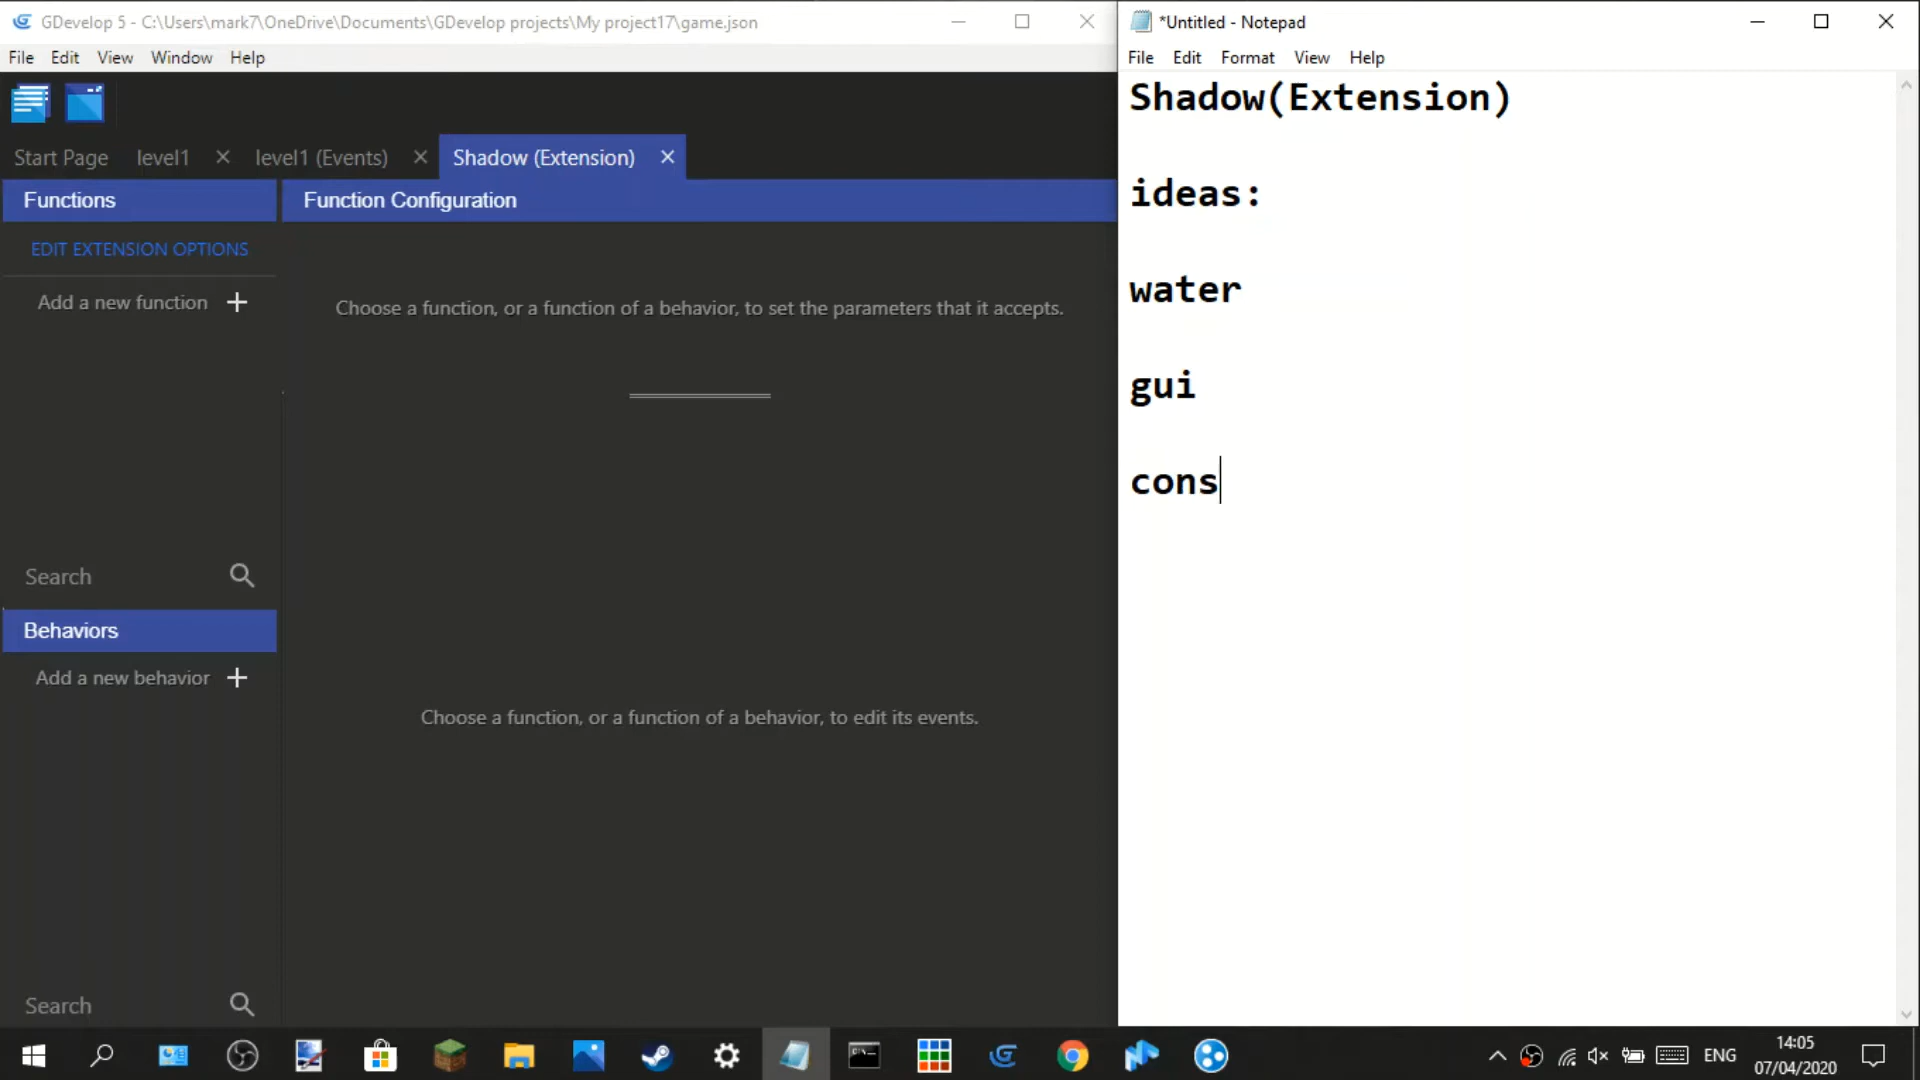 GDevelop 5 - C:\Users\mark7\OneDrive\Documents\GDevelop projects\My project17\game.json
File Edit View Window Help
Start Page level1 level1 (Events) Shadow (Extension)
Functions
Function Configuration
EDIT EXTENSION OPTIONS
Add a new function
Choose a function, or a function of a behavior, to set the parameters that it accepts.
Search
Behaviors
Add a new behavior
Choose a function, or a function of a behavior, to edit its events.
Search
*Untitled - Notepad
File Edit Format View Help
Shadow(Extension)
ideas:
water
gui
cons
ENG
14:05
07/04/2020